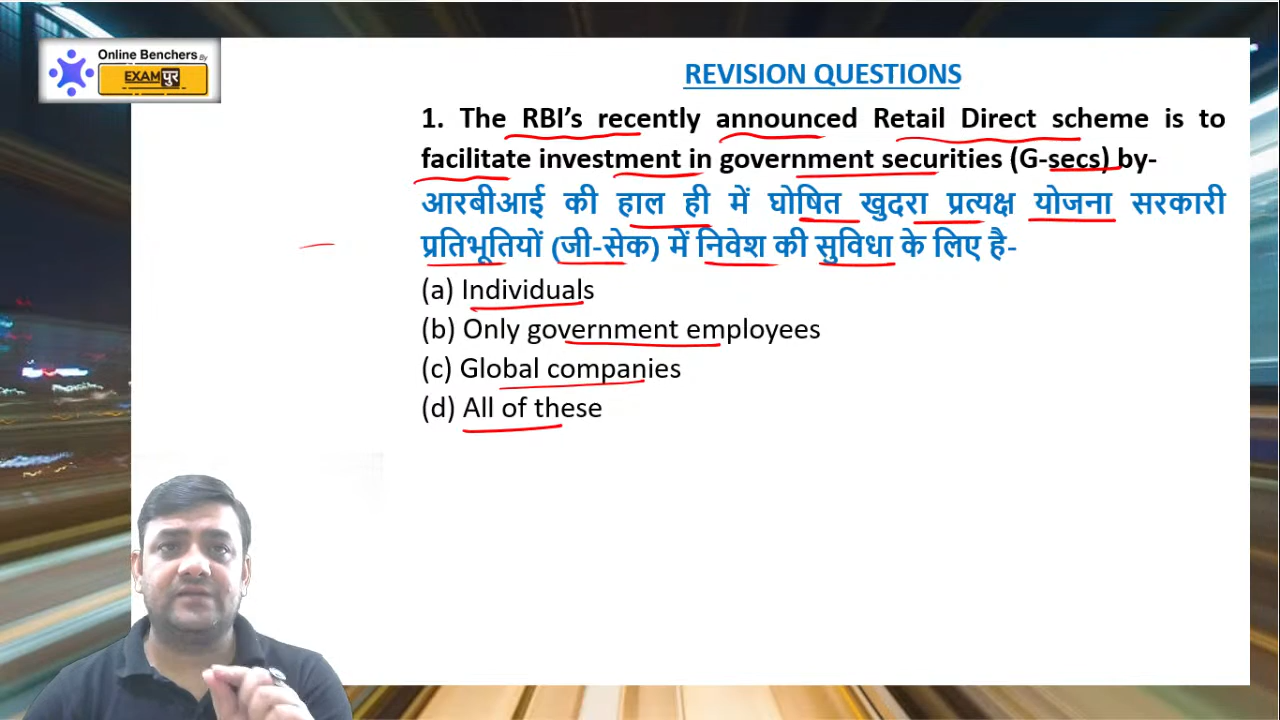 Online Benchers By
EXAMपुर
REVISION QUESTIONS
1. The RBI’s recently announced Retail Direct scheme is to
facilitate investment in government securities (G-secs) by-
आरबीआई की हाल ही में घोषित खुदरा प्रत्यक्ष योजना सरकारी
प्रतिभूतियों (जी-सेक) में निवेश की सुविधा के लिए है-
(a) Individuals
(b) Only government employees
(c) Global companies
(d) All of these